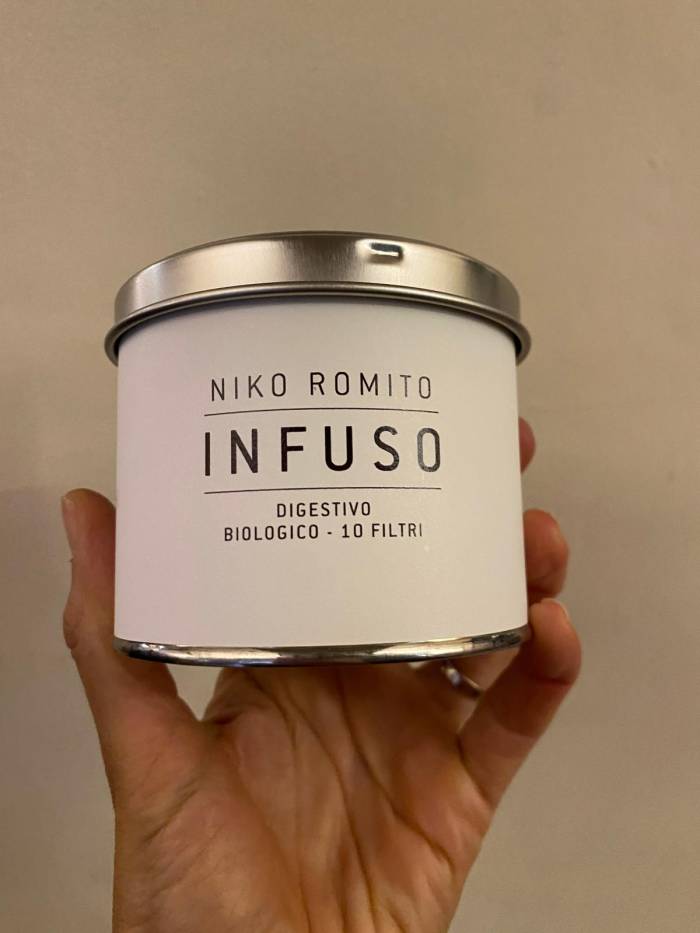 NIKO ROMITO
INFUSO
DIGESTIVO
BIOLOGICO - 10 FILTRI